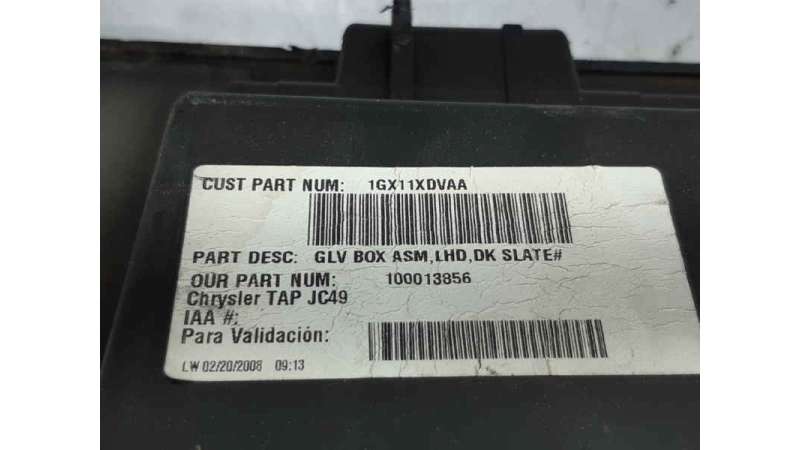 CUST PART NUM: 1GX11XDVAA
PART DESC: GLV BOX ASM,LHD,DK SLATE#
OUR PART NUM: 100013856
Chrysler TAP JC49
IAA #:
Para Validación:
LW 02/20/2008 09:13